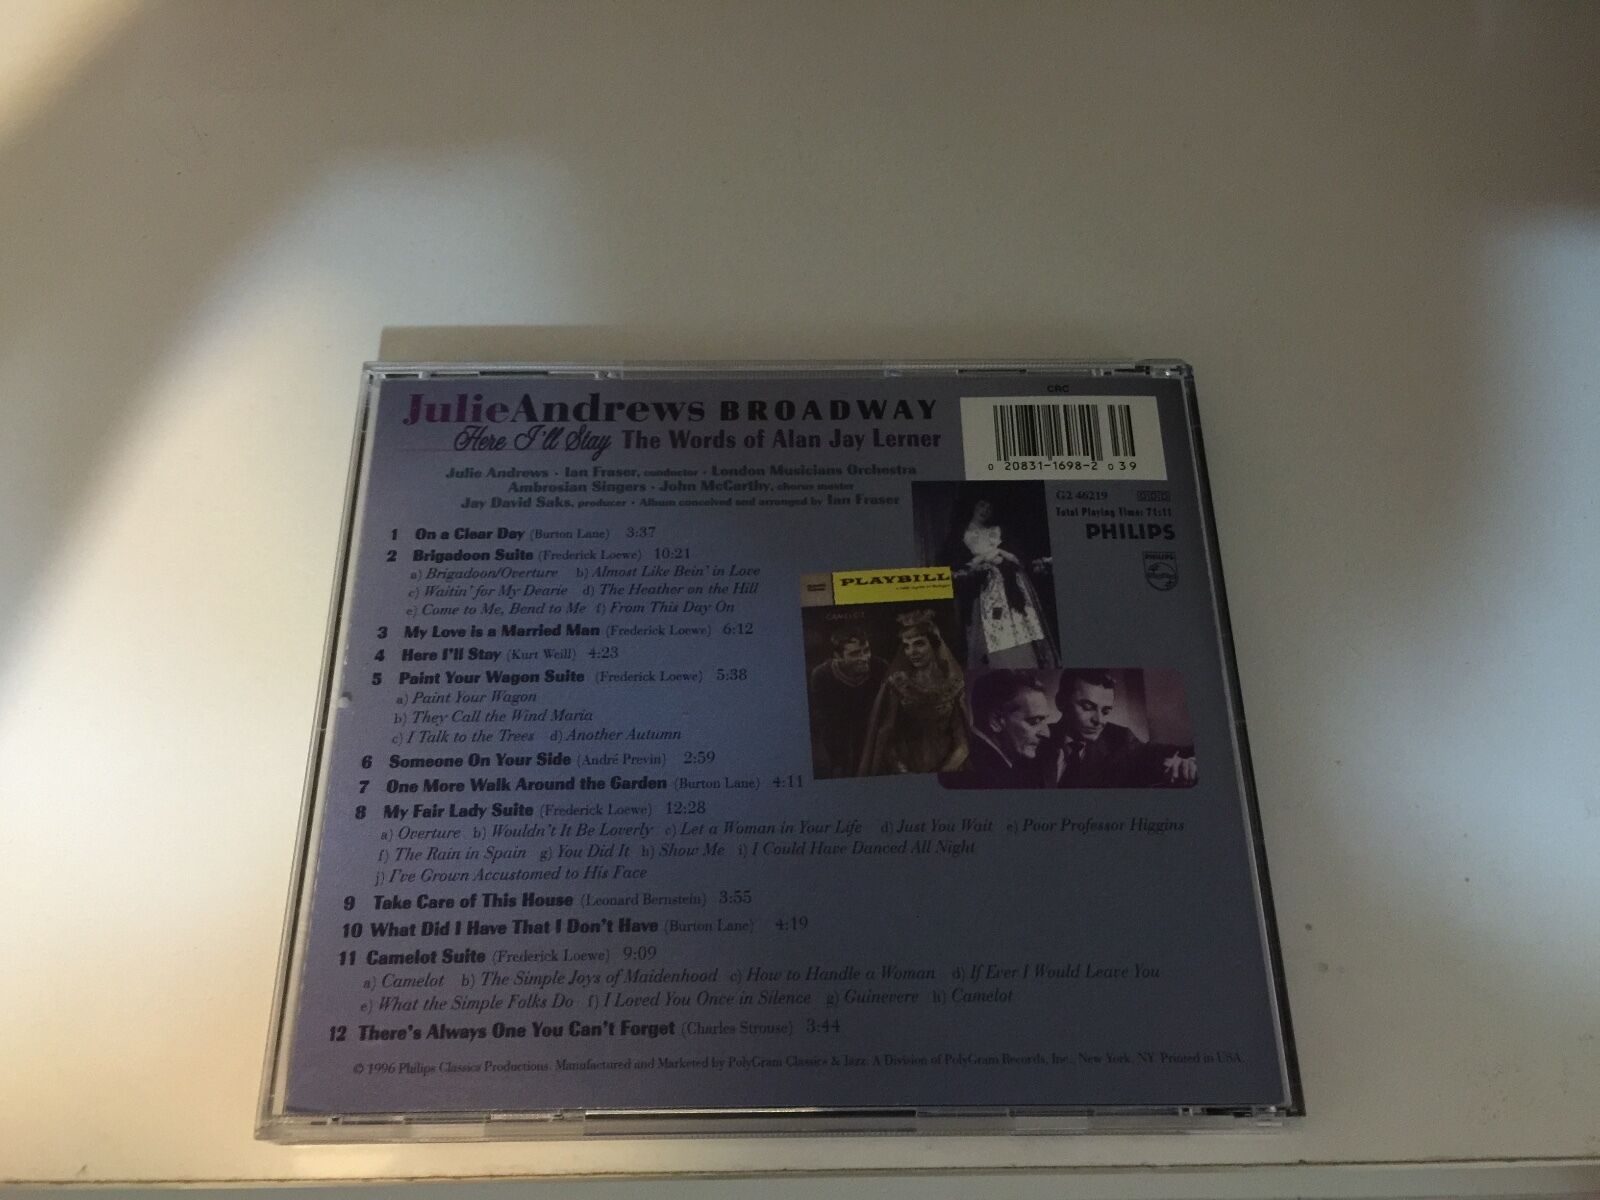 JulieAndrews BROADWAY
Here I'll Stay The Words of Alan Jay Lerner
Julie Andrews • Ian Fraser, conductor • London Musicians Orchestra
Ambrosian Singers • John McCarthy, chorus master
Jay David Saks, producer • Album conceived and arranged by Ian Fraser
CRC
0 20831-1698-2 0 39
G2 46219 DDD
Total Playing Time: 71:11
PHILIPS
PHILIPS
PLAYBILL
CAMELOT
1 On a Clear Day (Burton Lane) 3:37
2 Brigadoon Suite (Frederick Loewe) 10:21
a) Brigadoon/Overture b) Almost Like Bein' in Love
c) Waitin' for My Dearie d) The Heather on the Hill
e) Come to Me, Bend to Me f) From This Day On
3 My Love is a Married Man (Frederick Loewe) 6:12
4 Here I'll Stay (Kurt Weill) 4:23
5 Paint Your Wagon Suite (Frederick Loewe) 5:38
a) Paint Your Wagon
b) They Call the Wind Maria
c) I Talk to the Trees d) Another Autumn
6 Someone On Your Side (André Previn) 2:59
7 One More Walk Around the Garden (Burton Lane) 4:11
8 My Fair Lady Suite (Frederick Loewe) 12:28
a) Overture b) Wouldn't It Be Loverly c) Let a Woman in Your Life d) Just You Wait e) Poor Professor Higgins
f) The Rain in Spain g) You Did It h) Show Me i) I Could Have Danced All Night
j) I've Grown Accustomed to His Face
9 Take Care of This House (Leonard Bernstein) 3:55
10 What Did I Have That I Don't Have (Burton Lane) 4:19
11 Camelot Suite (Frederick Loewe) 9:09
a) Camelot b) The Simple Joys of Maidenhood c) How to Handle a Woman d) If Ever I Would Leave You
e) What the Simple Folks Do f) I Loved You Once in Silence g) Guinevere h) Camelot
12 There's Always One You Can't Forget (Charles Strouse) 3:44
© 1996 Philips Classics Productions. Manufactured and Marketed by PolyGram Classics & Jazz. A Division of PolyGram Records, Inc., New York, NY. Printed in USA.